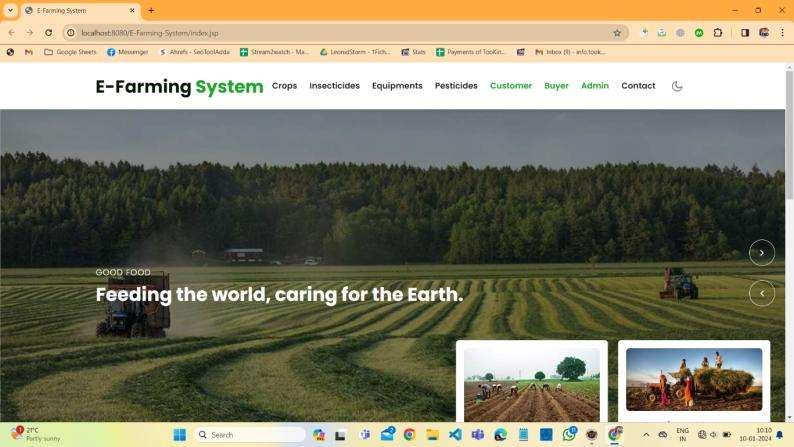 E-Farming System
localhost:8080/E-Farming-System/index.jsp
Google Sheets Messenger Ahrefs - SeoToolAdda Stream2watch - Ma... LeonidStorm - 1Fich... Stats Payments of TooKin... Inbox (9) - info.took...
E-Farming System Crops Insecticides Equipments Pesticides Customer Buyer Admin Contact
GOOD FOOD
Feeding the world, caring for the Earth.
21°C
Partly sunny
Search
ENG
IN
10:10
10-01-2024